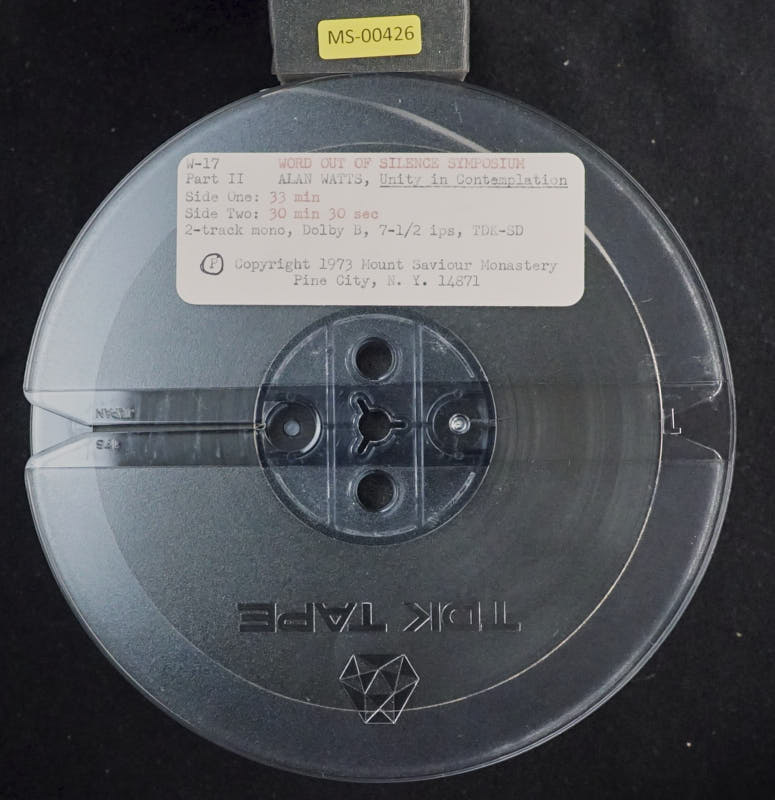 MS-00426
W-17 WORD OUT OF SILENCE SYMPOSIUM
Part II ALAN WATTS, Unity in Contemplation
Side One: 33 min
Side Two: 30 min 30 sec
2-track mono, Dolby B, 7-1/2 ips, TDK-SD
Ⓟ Copyright 1973 Mount Saviour Monastery
Pine City, N. Y. 14871
JAPAN
TDK TAPE